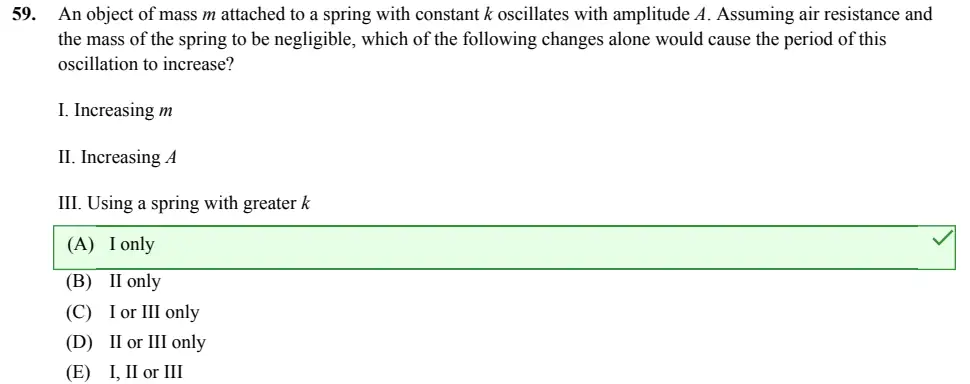 59. An object of mass m attached to a spring with constant k oscillates with amplitude A. Assuming air resistance and
the mass of the spring to be negligible, which of the following changes alone would cause the period of this
oscillation to increase?
I. Increasing m
II. Increasing A
III. Using a spring with greater k
(A) I only
(B) II only
(C) I or III only
(D) II or III only
(E) I, II or III